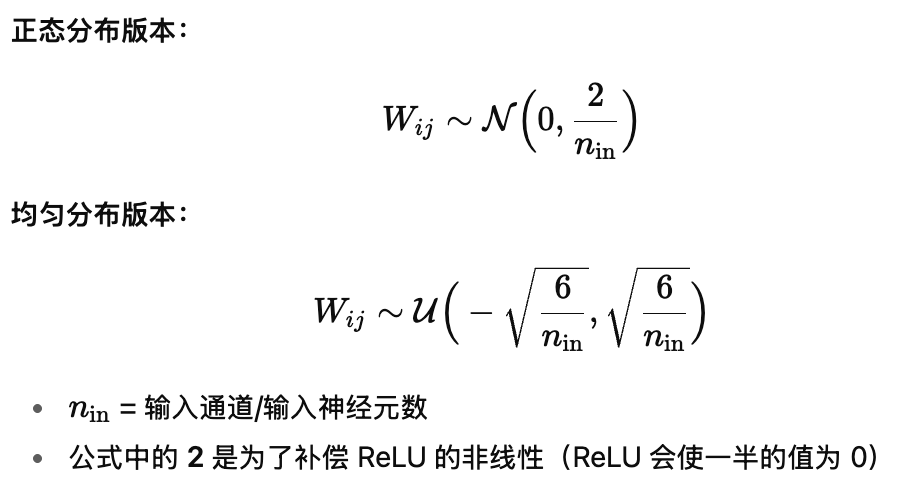 正态分布版本：
$W_{ij} \sim \mathcal{N}\left(0, \frac{2}{n_{\text{in}}}\right)$
均匀分布版本：
$W_{ij} \sim \mathcal{U}\left(-\sqrt{\frac{6}{n_{\text{in}}}}, \sqrt{\frac{6}{n_{\text{in}}}}\right)$
• $n_{\text{in}}$ = 输入通道/输入神经元数
• 公式中的 2 是为了补偿 ReLU 的非线性（ReLU 会使一半的值为 0）